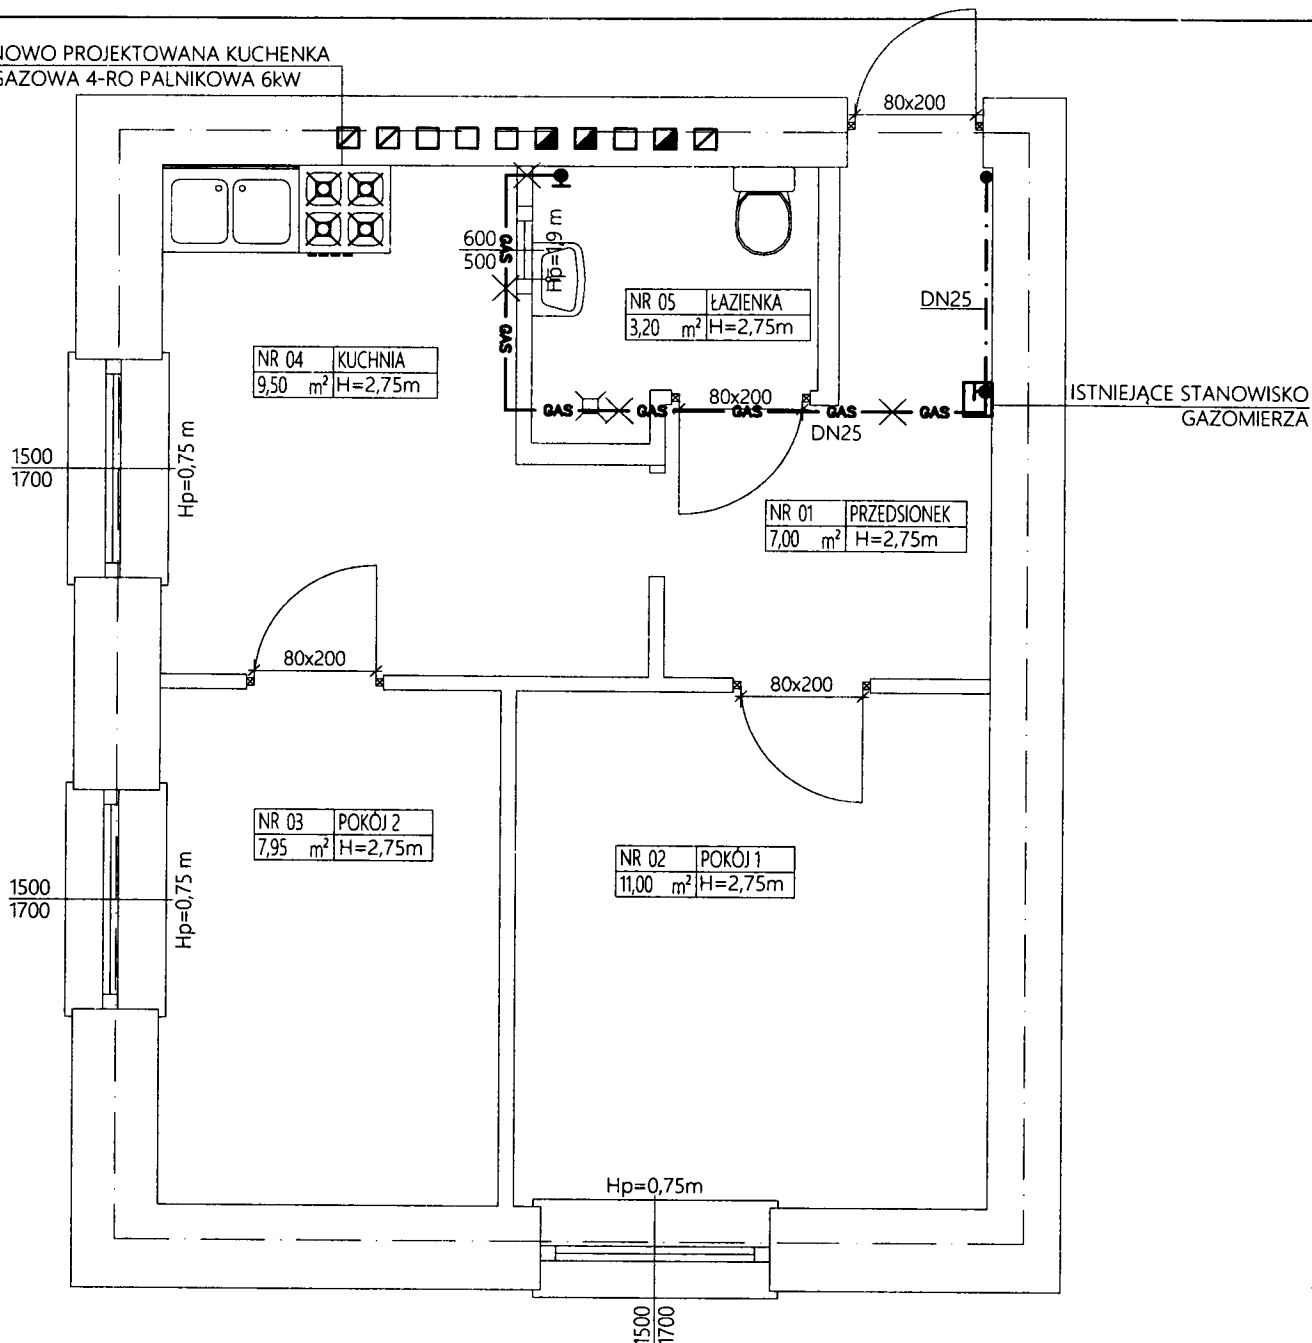 NOWO PROJEKTOWANA KUCHENKA
GAZOWA 4-RO PALNIKOWA 6kW
80x200
600
500
GAS
Hp=1,9 m
GAS
NR 05 ŁAZIENKA
3,20 m² H=2,75m
DN25
NR 04 KUCHNIA
9,50 m² H=2,75m
80x200
GAS GAS GAS GAS GAS
DN25
ISTNIEJĄCE STANOWISKO
GAZOMIERZA
1500
1700
Hp=0,75 m
NR 01 PRZEDSIONEK
7,00 m² H=2,75m
80x200
80x200
NR 03 POKÓJ 2
7,95 m² H=2,75m
NR 02 POKÓJ 1
11,00 m² H=2,75m
1500
1700
Hp=0,75 m
Hp=0,75m
1500
1700